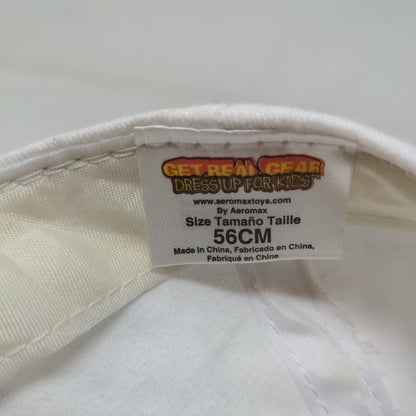 GET REAL GEAR
DRESS UP FOR KIDS™
www.aeromaxtoys.com
By Aeromax
Size Tamaño Taille
56CM
Made in China, Fabricado en China,
Fabriqué en Chine